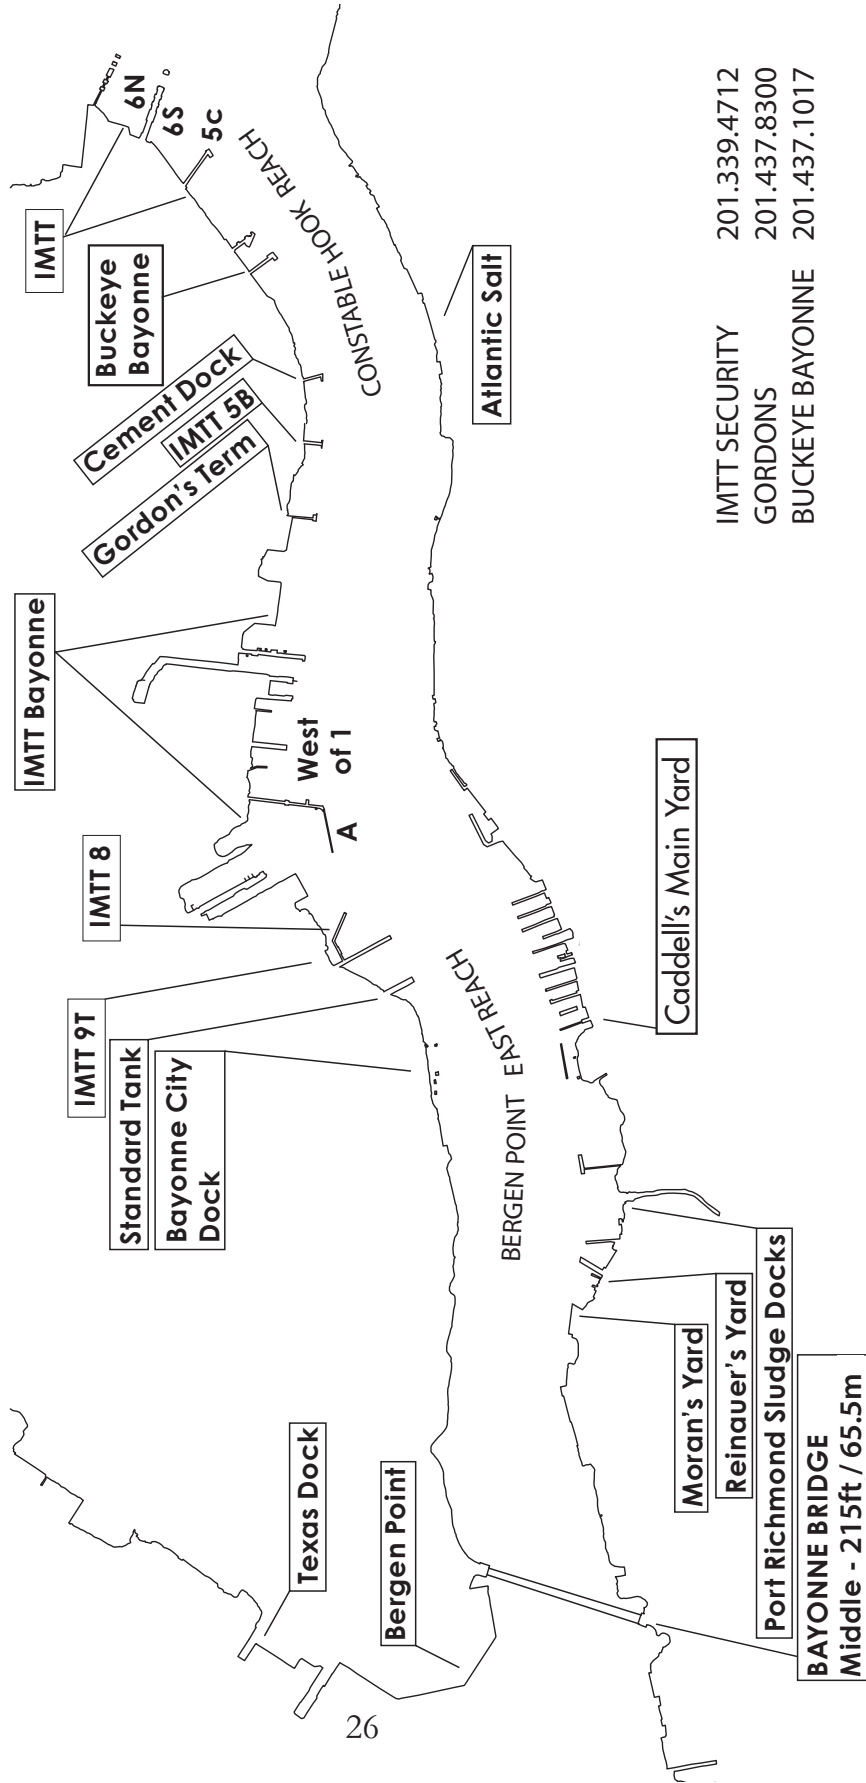 IMTT
6N
6S
5C
Buckeye
Bayonne
CONSTABLE HOOK REACH
Cement Dock
IMTT 5B
Gordon's Term
Atlantic Salt
IMTT Bayonne
West
of 1
A
IMTT 8
IMTT 9T
Standard Tank
Bayonne City
Dock
BERGEN POINT EAST REACH
Caddell's Main Yard
Texas Dock
Bergen Point
Moran's Yard
Reinauer's Yard
Port Richmond Sludge Docks
BAYONNE BRIDGE
Middle - 215ft / 65.5m
IMTT SECURITY 201.339.4712
GORDONS 201.437.8300
BUCKEYE BAYONNE 201.437.1017
26